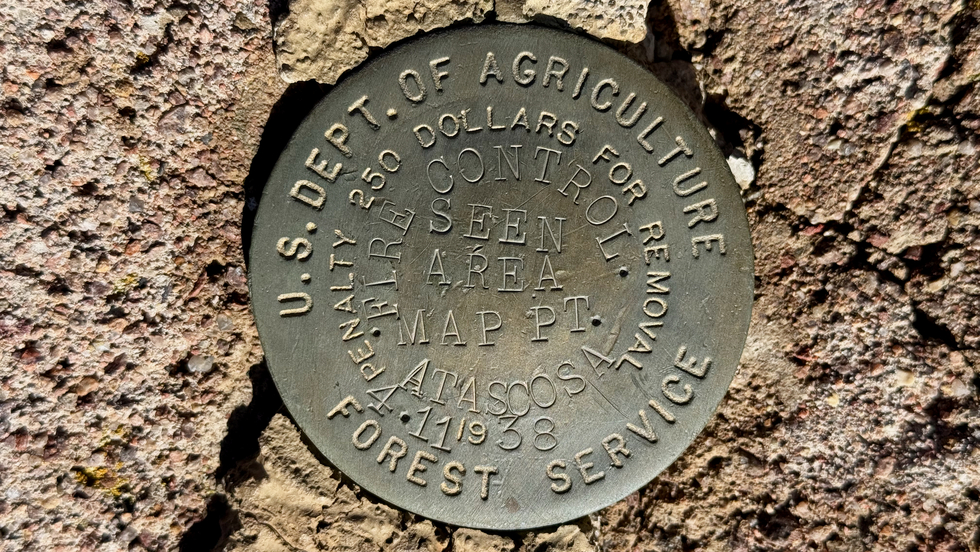 U.S. DEPT. OF AGRICULTURE
PENALTY 250 DOLLARS FOR REMOVAL
FIRE CONTROL
SEEN
AREA
MAP PT.
ATASCOSA
4·11 1938
FOREST SERVICE